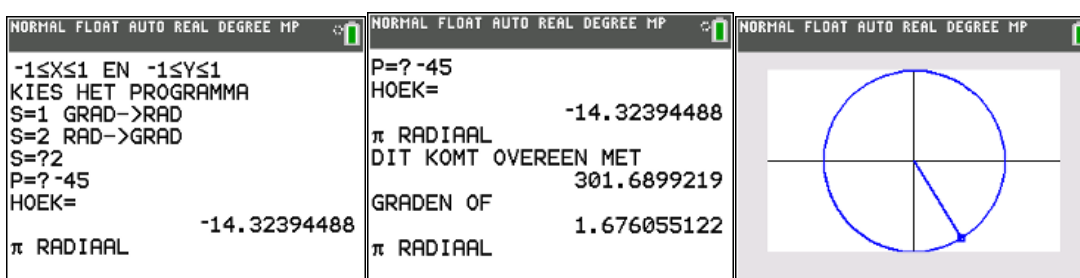 NORMAL FLOAT AUTO REAL DEGREE MP
-1≤X≤1 EN -1≤Y≤1
KIES HET PROGRAMMA
S=1 GRAD->RAD
S=2 RAD->GRAD
S=?2
P=?-45
HOEK=
-14.32394488
π RADIAAL
NORMAL FLOAT AUTO REAL DEGREE MP
P=?-45
HOEK=
-14.32394488
π RADIAAL
DIT KOMT OVEREEN MET
301.6899219
GRADEN OF
1.676055122
π RADIAAL
NORMAL FLOAT AUTO REAL DEGREE MP